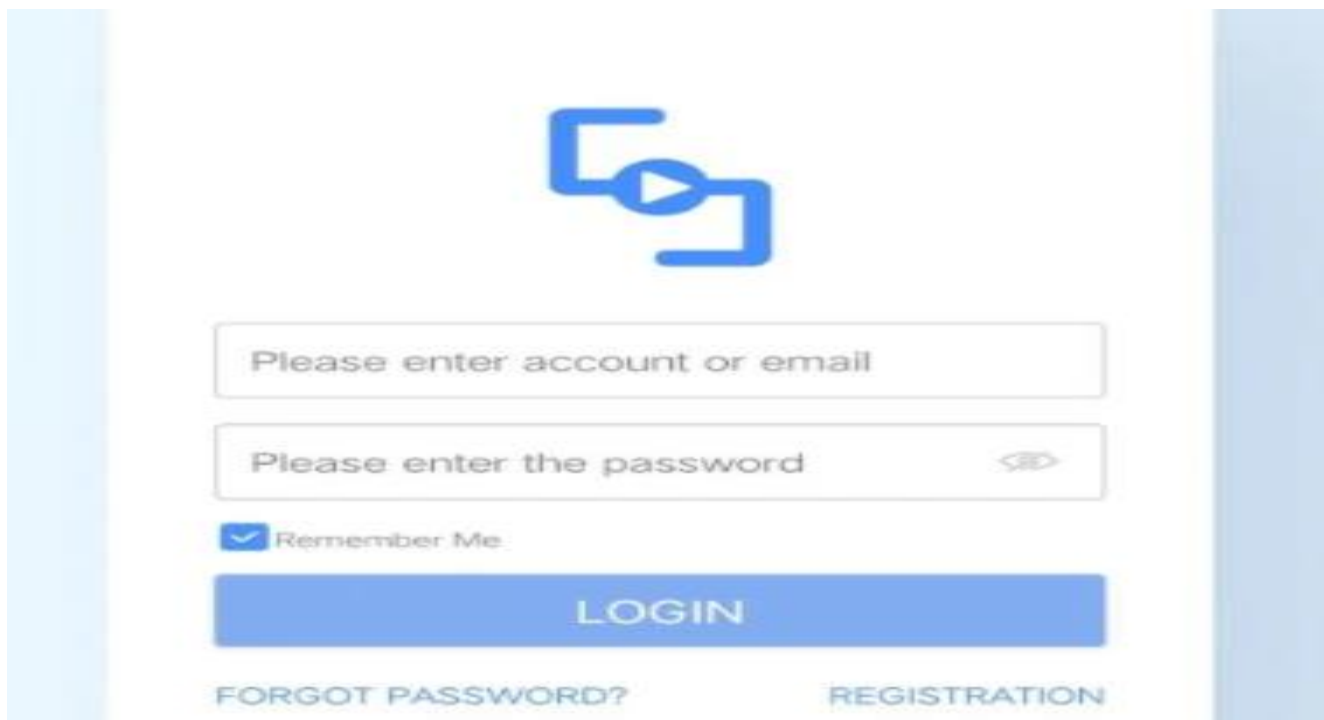 Please enter account or email
Please enter the password
Remember Me
LOGIN
FORGOT PASSWORD? REGISTRATION